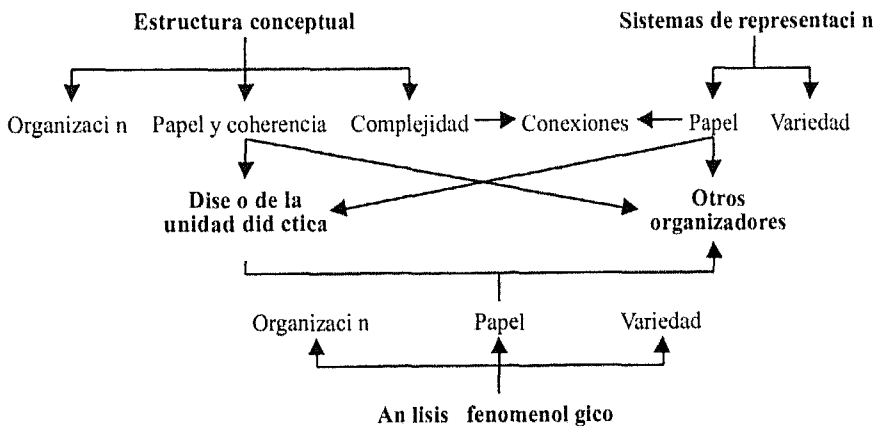 Estructura conceptual
Sistemas de representaci n
Organizaci n
Papel y coherencia
Complejidad
Conexiones
Papel
Variedad
Dise o de la
unidad did ctica
Otros
organizadores
Organizaci n
Papel
Variedad
An lisis fenomenol gico